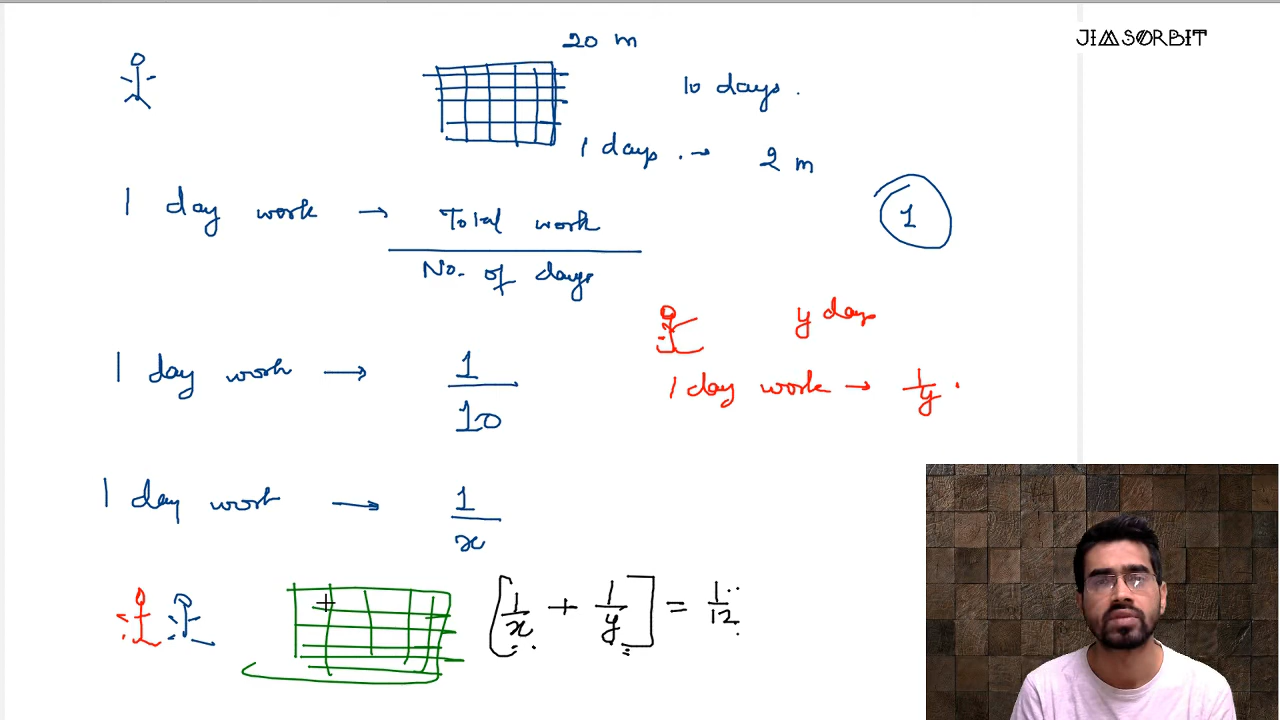 JIMSORBIT
20 m
10 days.
1 days. → 2 m
1 day work → Total work
No. of days
1
y days
1 day work → 1/y.
1 day work → 1/10
1 day work → 1/x
[1/x + 1/y] = 1/12